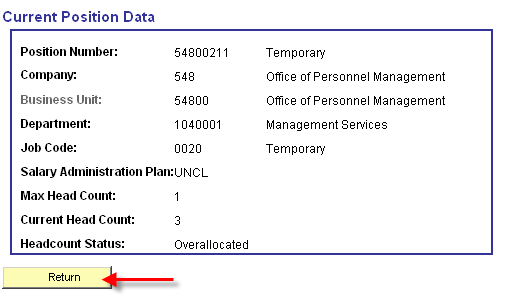 Current Position Data
Position Number: 54800211 Temporary
Company: 548 Office of Personnel Management
Business Unit: 54800 Office of Personnel Management
Department: 1040001 Management Services
Job Code: 0020 Temporary
Salary Administration Plan: UNCL
Max Head Count: 1
Current Head Count: 3
Headcount Status: Overallocated
Return